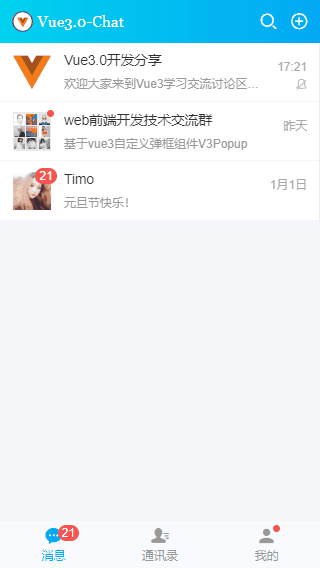 Vue3.0-Chat
Vue3.0开发分享
17:21
欢迎大家来到Vue3学习交流讨论区…
web前端开发技术交流群
昨天
基于vue3自定义弹框组件V3Popup
21
Timo
1月1日
元旦节快乐!
21
消息
通讯录
我的